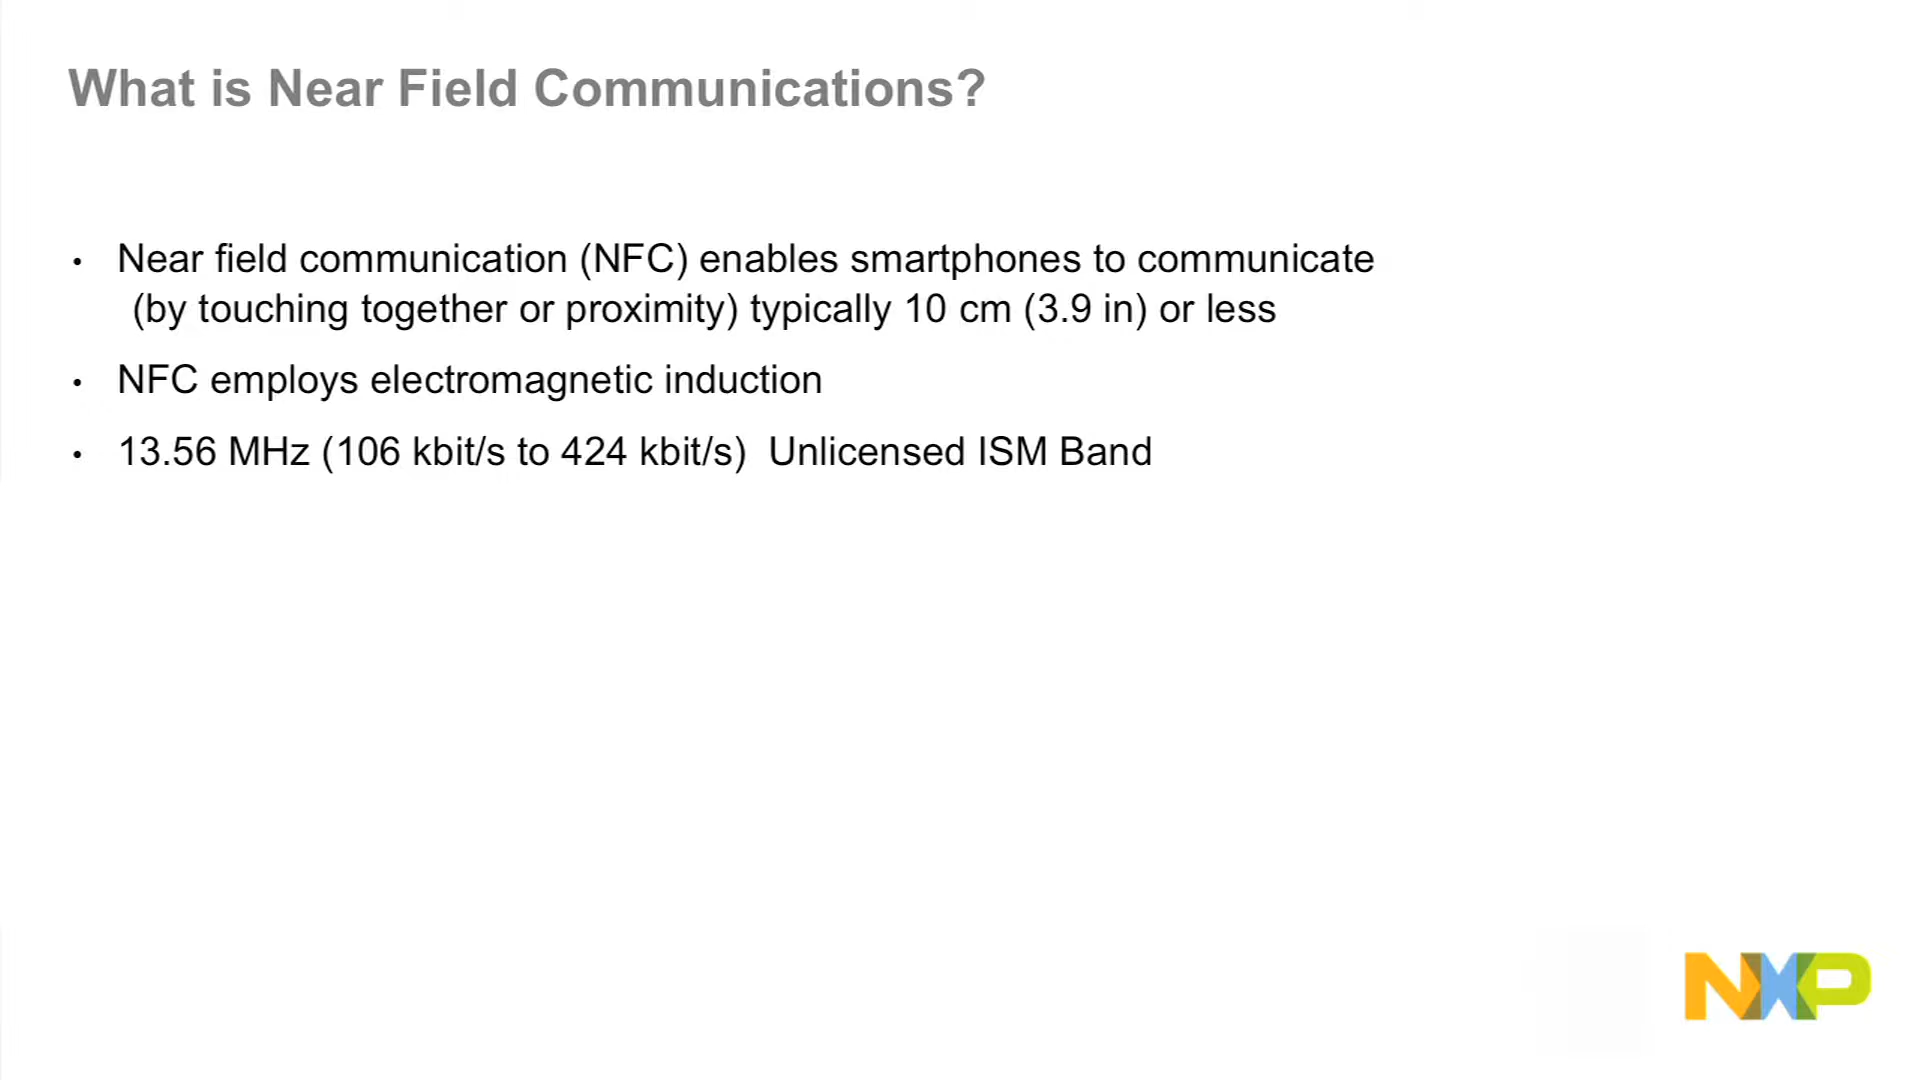 What is Near Field Communications?
• Near field communication (NFC) enables smartphones to communicate
(by touching together or proximity) typically 10 cm (3.9 in) or less
• NFC employs electromagnetic induction
• 13.56 MHz (106 kbit/s to 424 kbit/s)  Unlicensed ISM Band
NXP